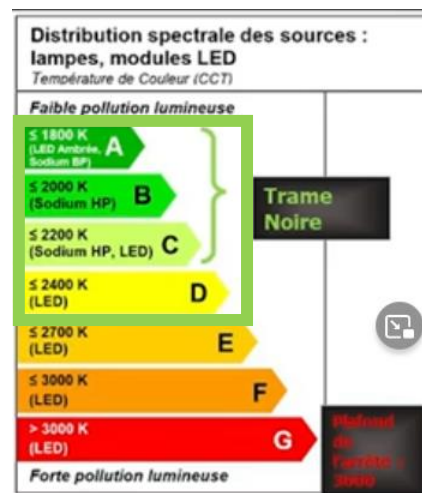 Distribution spectrale des sources :
lampes, modules LED
Température de Couleur (CCT)
Faible pollution lumineuse
≤ 1800 K
(LED Ambrée,
Sodium BP)
A
≤ 2000 K
(Sodium HP)
B
≤ 2200 K
(Sodium HP, LED)
C
Trame
Noire
≤ 2400 K
(LED)
D
≤ 2700 K
(LED)
E
≤ 3000 K
(LED)
F
> 3000 K
(LED)
G
Plafond
de
l'arrêté :
3000
Forte pollution lumineuse